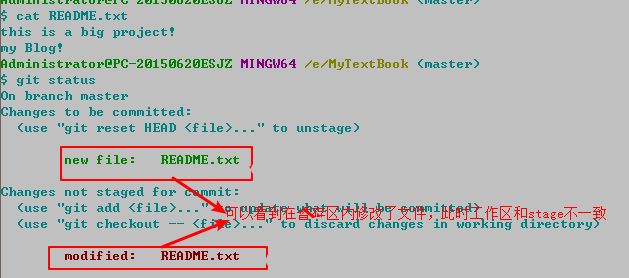 Administrator@PC-20150620ESJZ MINGW64 /e/MyTextBook (master)
$ cat README.txt
this is a big project!
my Blog!
Administrator@PC-20150620ESJZ MINGW64 /e/MyTextBook (master)
$ git status
On branch master
Changes to be committed:
(use "git reset HEAD <file>..." to unstage)
new file: README.txt
Changes not staged for commit:
(use "git add <file>..." to update what will be committed)
可以看到在暂存区内修改了文件，此时工作区和stage不一致
(use "git checkout -- <file>..." to discard changes in working directory)
modified: README.txt